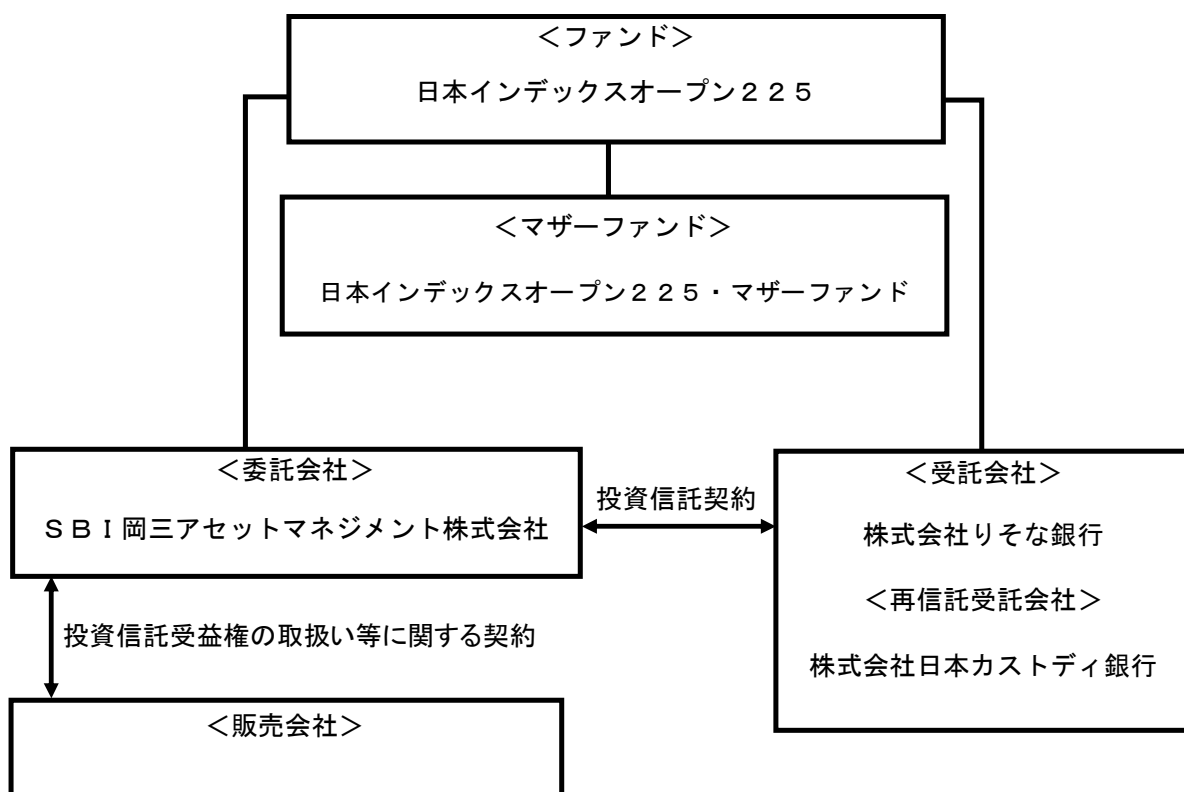 ＜ファンド＞
日本インデックスオープン２２５
＜マザーファンド＞
日本インデックスオープン２２５・マザーファンド
＜委託会社＞
ＳＢＩ岡三アセットマネジメント株式会社
投資信託契約
＜受託会社＞
株式会社りそな銀行
＜再信託受託会社＞
株式会社日本カストディ銀行
投資信託受益権の取扱い等に関する契約
＜販売会社＞